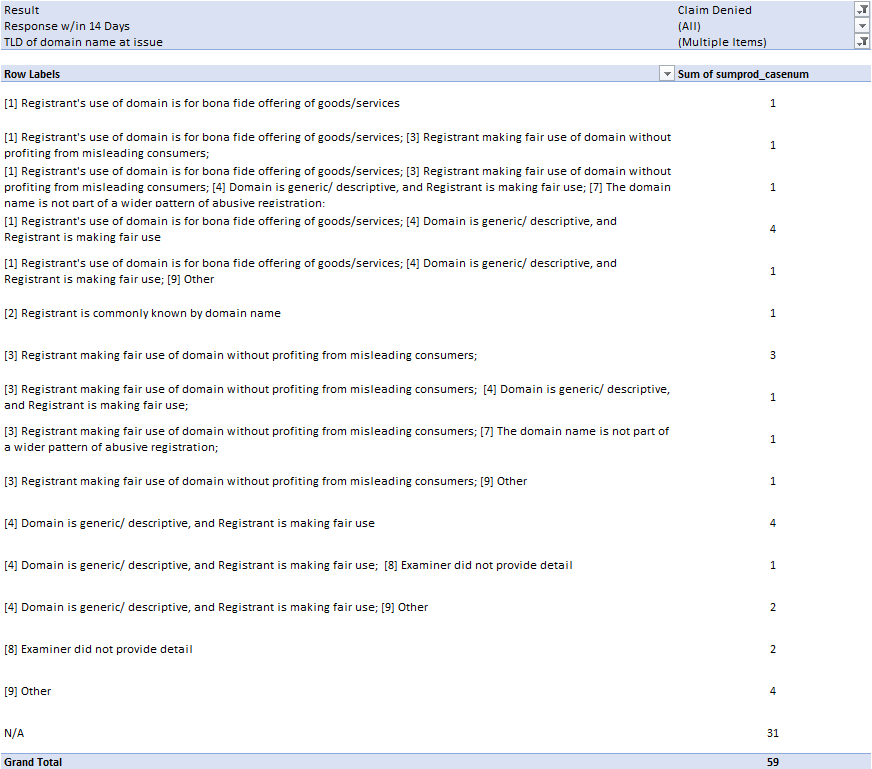 Result Claim Denied
Response w/in 14 Days (All)
TLD of domain name at issue (Multiple Items)
Row Labels Sum of sumprod_casenum
[1] Registrant's use of domain is for bona fide offering of goods/services 1
[1] Registrant's use of domain is for bona fide offering of goods/services; [3] Registrant making fair use of domain without
profiting from misleading consumers; 1
[1] Registrant's use of domain is for bona fide offering of goods/services; [3] Registrant making fair use of domain without
profiting from misleading consumers; [4] Domain is generic/ descriptive, and Registrant is making fair use; [7] The domain 1
name is not part of a wider pattern of abusive registration;
[1] Registrant's use of domain is for bona fide offering of goods/services; [4] Domain is generic/ descriptive, and
Registrant is making fair use 4
[1] Registrant's use of domain is for bona fide offering of goods/services; [4] Domain is generic/ descriptive, and
Registrant is making fair use; [9] Other 1
[2] Registrant is commonly known by domain name 1
[3] Registrant making fair use of domain without profiting from misleading consumers; 3
[3] Registrant making fair use of domain without profiting from misleading consumers;  [4] Domain is generic/ descriptive,
and Registrant is making fair use; 1
[3] Registrant making fair use of domain without profiting from misleading consumers; [7] The domain name is not part of
a wider pattern of abusive registration; 1
[3] Registrant making fair use of domain without profiting from misleading consumers; [9] Other 1
[4] Domain is generic/ descriptive, and Registrant is making fair use 4
[4] Domain is generic/ descriptive, and Registrant is making fair use;  [8] Examiner did not provide detail 1
[4] Domain is generic/ descriptive, and Registrant is making fair use; [9] Other 2
[8] Examiner did not provide detail 2
[9] Other 4
N/A 31
Grand Total 59